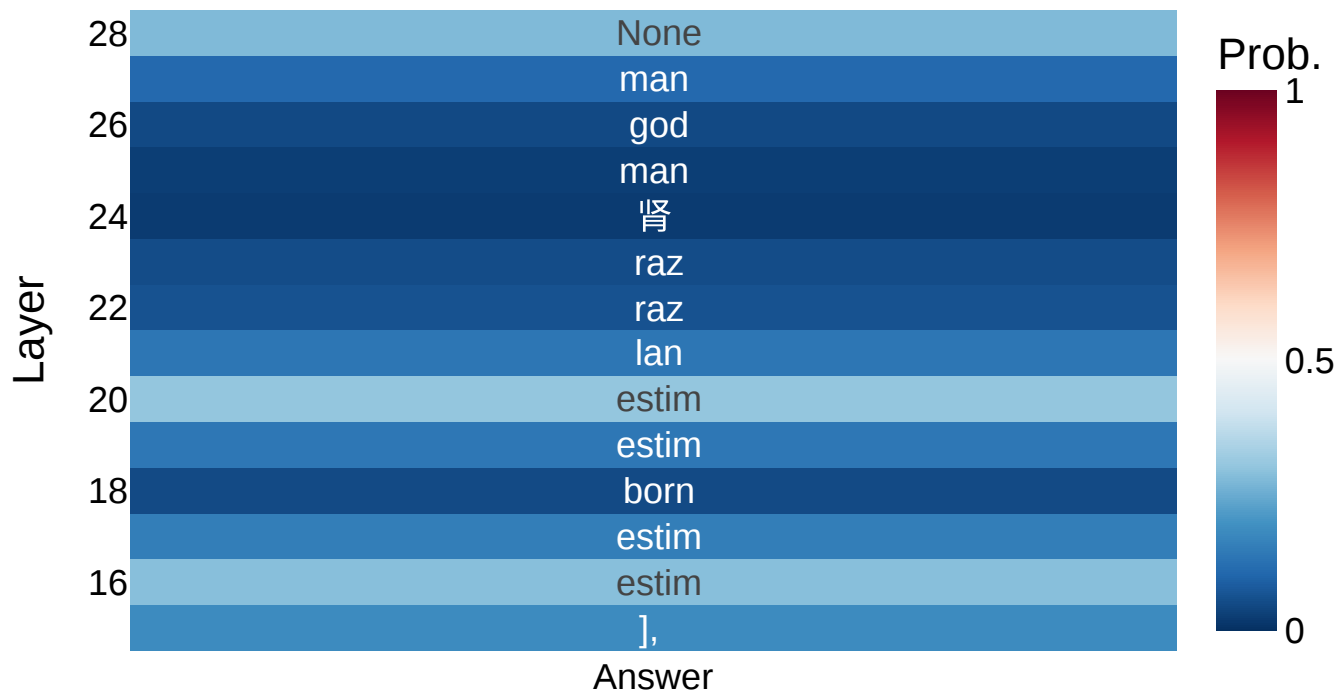 28 None
man
26 god
man
24 肾
raz
22 raz
lan
20 estim
estim
18 born
estim
16 estim
],
Answer
Layer
Prob.
1
0.5
0